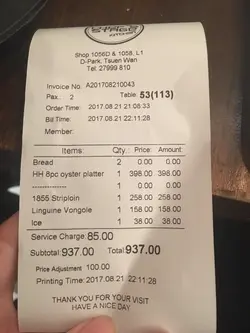 Shop 1056D & 1058, L1
D-Park, Tsuen Wan
Tel: 27999 810
Invoice No. A201708210043
Pax.: 2 Table: 53(113)
Order Time: 2017.08.21 21:06:33
Bill Time: 2017.08.21 22:11:28
Member:
Items Qty.: Price: Amount:
Bread 2 0.00 0.00
HH 8pc oyster platter 1 398.00 398.00
-------------- 1 0.00 0.00
1855 Striploin 1 258.00 258.00
Linguine Vongole 1 158.00 158.00
Ice 1 38.00 38.00
Service Charge: 85.00
Subtotal: 937.00 Total: 937.00
Price Adjustment 100.00
Printing Time: 2017.08.21 22:11:28
THANK YOU FOR YOUR VISIT
HAVE A NICE DAY